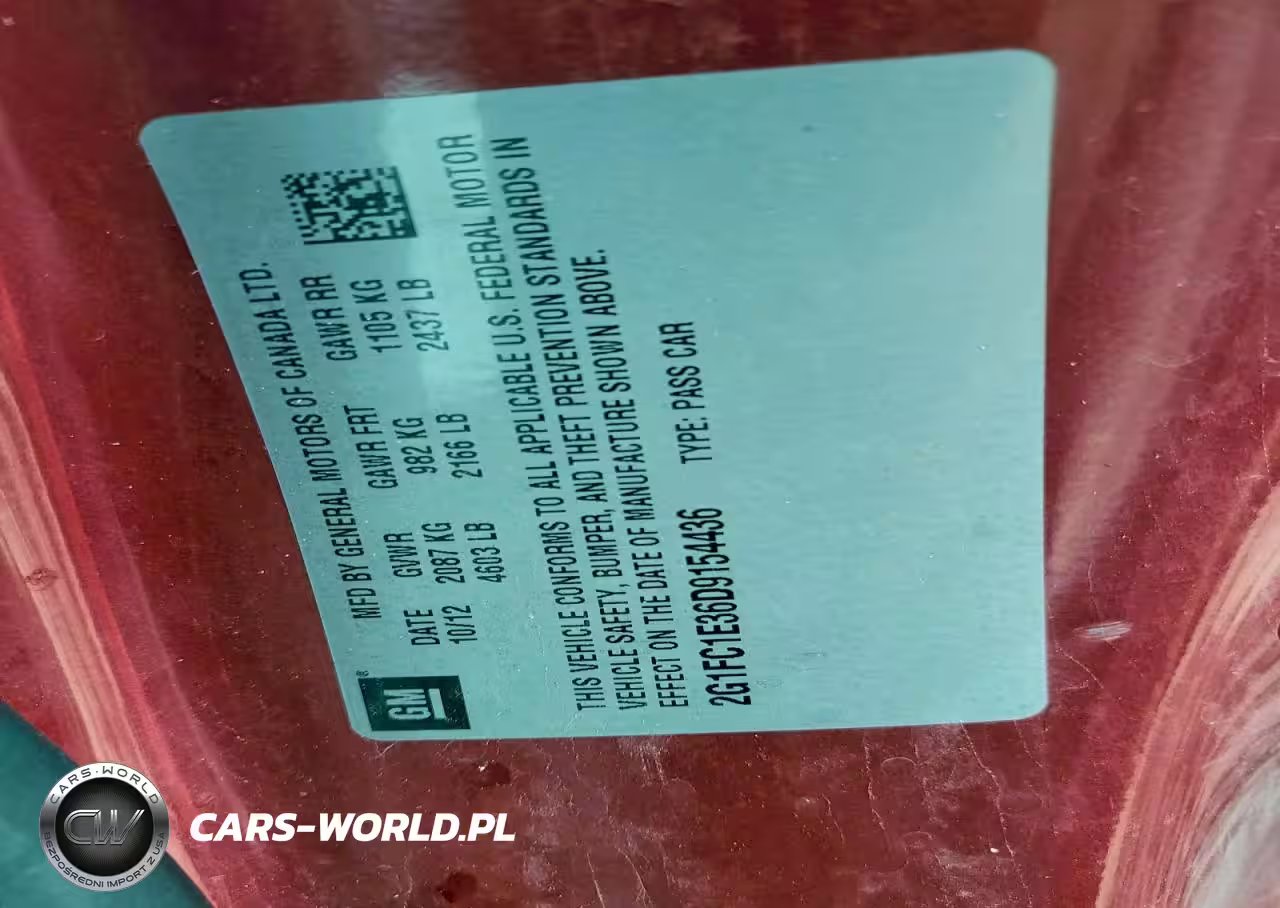 MFD BY GENERAL MOTORS OF CANADA LTD.
DATE GVWR GAWR FRT GAWR RR
10/12 2087 KG 982 KG 1105 KG
4603 LB 2166 LB 2437 LB
THIS VEHICLE CONFORMS TO ALL APPLICABLE U.S. FEDERAL MOTOR
VEHICLE SAFETY, BUMPER, AND THEFT PREVENTION STANDARDS IN
EFFECT ON THE DATE OF MANUFACTURE SHOWN ABOVE.
2G1FC1E36D9154436 TYPE: PASS CAR
GM®
CARS-WORLD
CW
BEZPOŚREDNI IMPORT Z USA
CARS-WORLD.PL